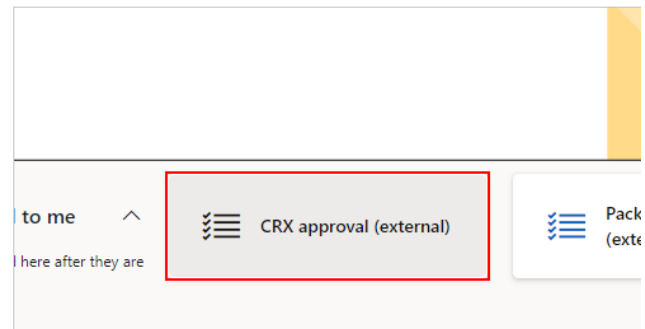 to me
CRX approval (external)
Pack
(exte
here after they are